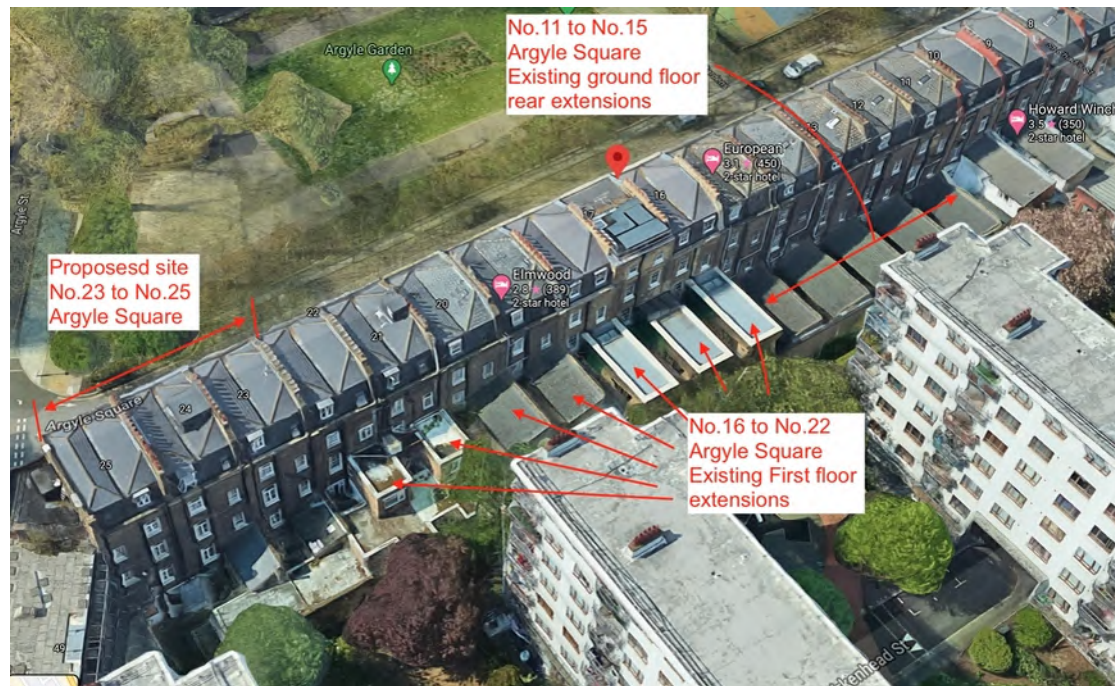 No.11 to No.15
Argyle Square
Existing ground floor
rear extensions
Argyle Garden
8
9
10
11
12
13
Howard Winch
3.5 ★ (350)
2-star hotel
European
3.1 ★ (450)
2-star hotel
16
17
Argyle St
Proposesd site
No.23 to No.25
Argyle Square
Elmwood
2.8 ★ (389)
2-star hotel
20
22
21
23
24
Argyle Square
25
No.16 to No.22
Argyle Square
Existing First floor
extensions
49
kenhead St